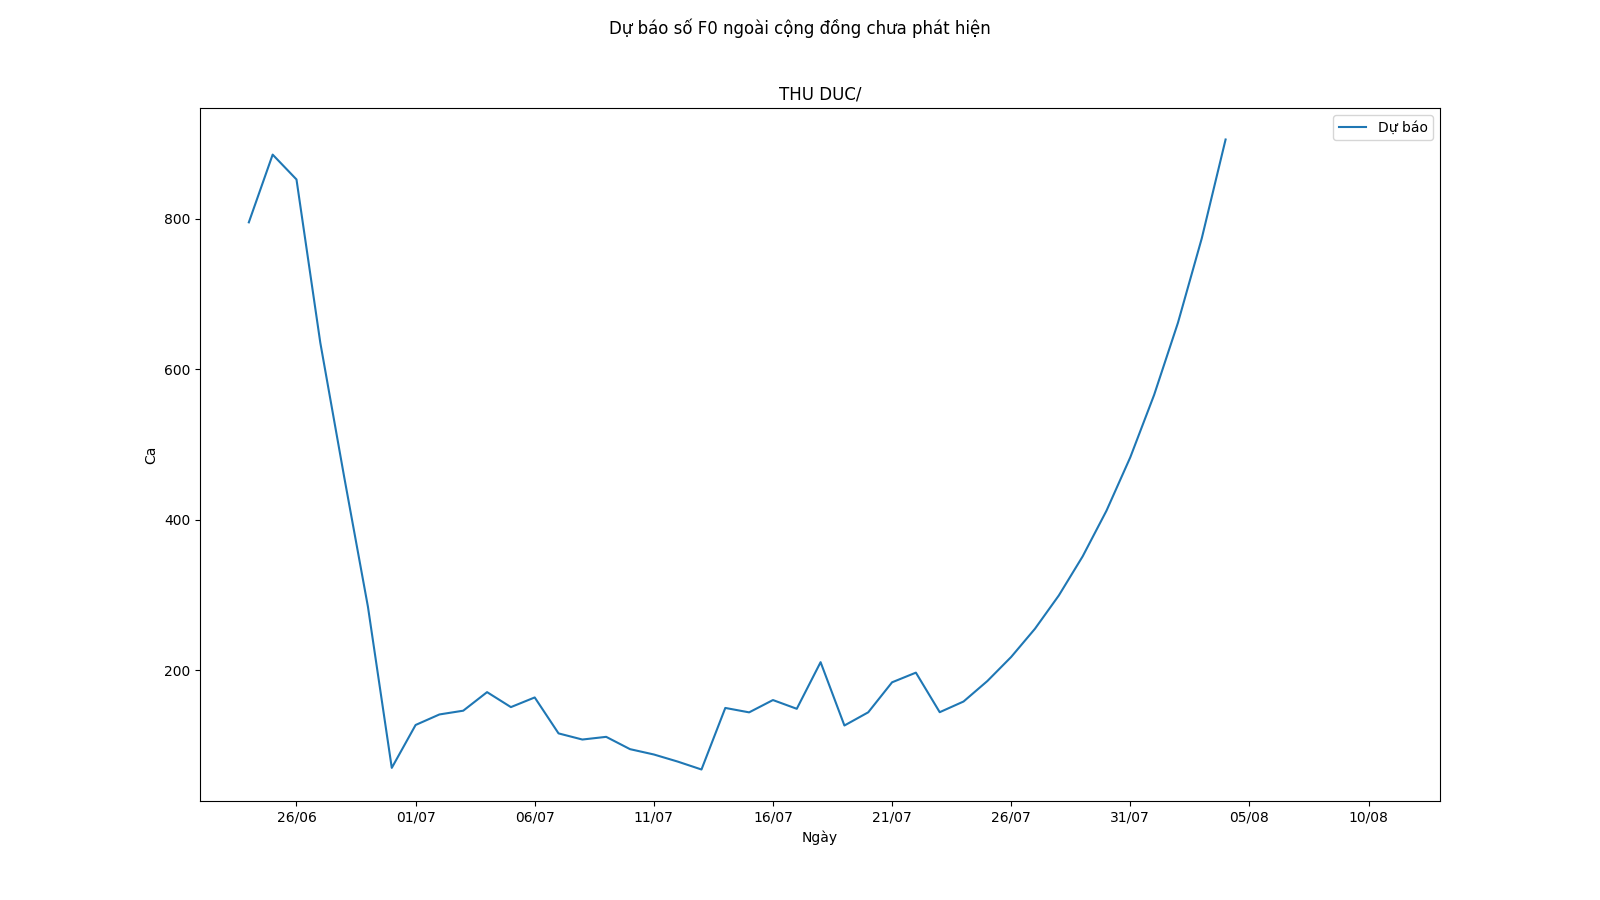 Dự báo số F0 ngoài cộng đồng chưa phát hiện
THU DUC/
Dự báo
800
600
400
200
Ca
26/06 01/07 06/07 11/07 16/07 21/07 26/07 31/07 05/08 10/08
Ngày